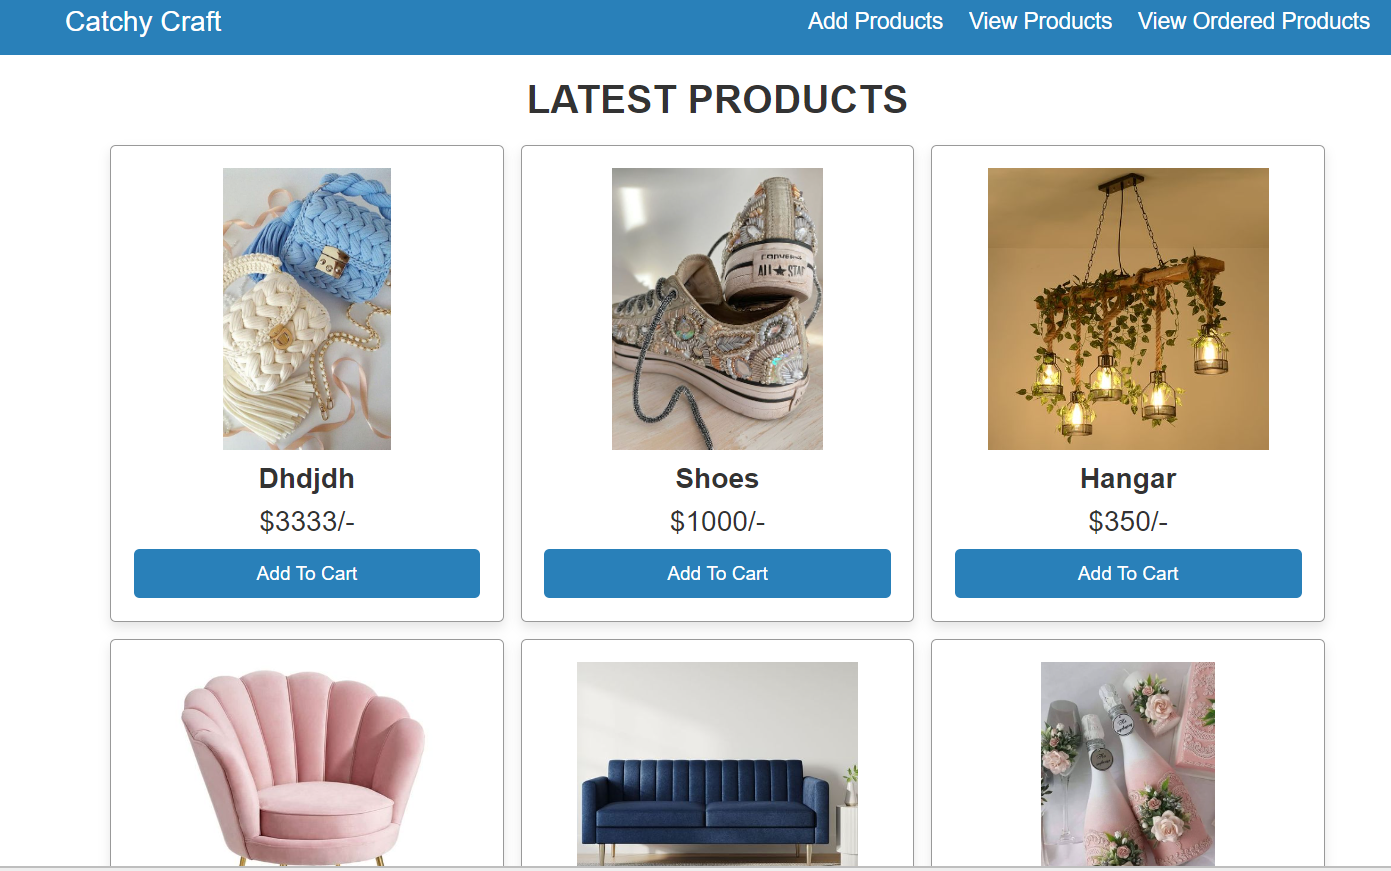 Catchy Craft
Add Products View Products View Ordered Products
LATEST PRODUCTS
CONVERSE
ALL★STAR
Dhdjdh
Shoes
Hangar
$3333/-
$1000/-
$350/-
Add To Cart
Add To Cart
Add To Cart